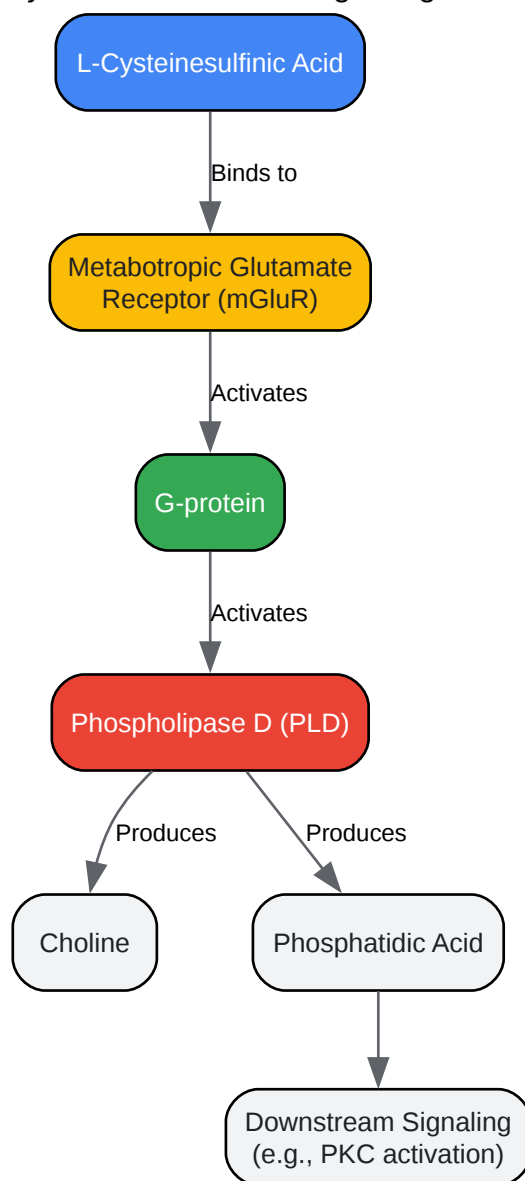 L-Cysteinesulfinic Acid
Binds to
Metabotropic Glutamate
Receptor (mGluR)
Activates
G-protein
Activates
Phospholipase D (PLD)
Produces
Produces
Choline
Phosphatidic Acid
Downstream Signaling
(e.g., PKC activation)